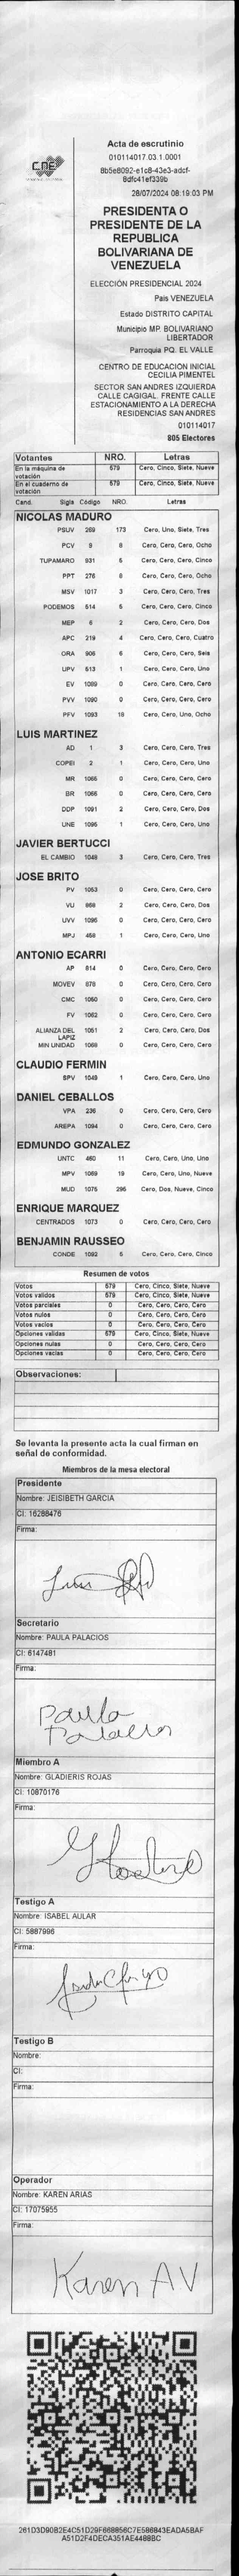 CNE
Acta de escrutinio
010114017.03.1.0001
8b5e8092-e1c8-43e3-adcf-
8dfc41ef339b
28/07/2024 08:19:03 PM
PRESIDENTA O
PRESIDENTE DE LA
REPUBLICA
BOLIVARIANA DE
VENEZUELA
ELECCIÓN PRESIDENCIAL 2024
País VENEZUELA
Estado DISTRITO CAPITAL
Municipio MP. BOLIVARIANO
LIBERTADOR
Parroquia PQ. EL VALLE
CENTRO DE EDUCACION INICIAL
CECILIA PIMENTEL
SECTOR SAN ANDRES IZQUIERDA
CALLE CAGIGAL. FRENTE CALLE
ESTACIONAMIENTO A LA DERECHA
RESIDENCIAS SAN ANDRES
010114017
805 Electores
Votantes NRO. Letras
En la máquina de votación 579 Cero, Cinco, Siete, Nueve
En el cuaderno de votación 579 Cero, Cinco, Siete, Nueve
Cand. Sigla Código NRO. Letras
NICOLAS MADURO
PSUV 269 173 Cero, Uno, Siete, Tres
PCV 9 8 Cero, Cero, Cero, Ocho
TUPAMARO 931 5 Cero, Cero, Cero, Cinco
PPT 276 8 Cero, Cero, Cero, Ocho
MSV 1017 3 Cero, Cero, Cero, Tres
PODEMOS 514 5 Cero, Cero, Cero, Cinco
MEP 6 2 Cero, Cero, Cero, Dos
APC 219 4 Cero, Cero, Cero, Cuatro
ORA 906 6 Cero, Cero, Cero, Seis
UPV 613 1 Cero, Cero, Cero, Uno
EV 1089 0 Cero, Cero, Cero, Cero
PVV 1090 0 Cero, Cero, Cero, Cero
PFV 1093 18 Cero, Cero, Uno, Ocho
LUIS MARTINEZ
AD 1 3 Cero, Cero, Cero, Tres
COPEI 2 1 Cero, Cero, Cero, Uno
MR 1065 0 Cero, Cero, Cero, Cero
BR 1066 0 Cero, Cero, Cero, Cero
DDP 1091 2 Cero, Cero, Cero, Dos
UNE 1095 1 Cero, Cero, Cero, Uno
JAVIER BERTUCCI
EL CAMBIO 1048 3 Cero, Cero, Cero, Tres
JOSE BRITO
PV 1053 0 Cero, Cero, Cero, Cero
VU 968 2 Cero, Cero, Cero, Dos
UVV 1096 0 Cero, Cero, Cero, Cero
MPJ 458 1 Cero, Cero, Cero, Uno
ANTONIO ECARRI
AP 814 0 Cero, Cero, Cero, Cero
MOVEV 878 0 Cero, Cero, Cero, Cero
CMC 1050 0 Cero, Cero, Cero, Cero
FV 1062 0 Cero, Cero, Cero, Cero
ALIANZA DEL LAPIZ 1061 2 Cero, Cero, Cero, Dos
MIN UNIDAD 1068 0 Cero, Cero, Cero, Cero
CLAUDIO FERMIN
SPV 1049 1 Cero, Cero, Cero, Uno
DANIEL CEBALLOS
VPA 236 0 Cero, Cero, Cero, Cero
AREPA 1094 0 Cero, Cero, Cero, Cero
EDMUNDO GONZALEZ
UNTC 460 11 Cero, Cero, Uno, Uno
MPV 1069 19 Cero, Cero, Uno, Nueve
MUD 1075 295 Cero, Dos, Nueve, Cinco
ENRIQUE MARQUEZ
CENTRADOS 1073 0 Cero, Cero, Cero, Cero
BENJAMIN RAUSSEO
CONDE 1092 5 Cero, Cero, Cero, Cinco
Resumen de votos
Votos 579 Cero, Cinco, Siete, Nueve
Votos validos 579 Cero, Cinco, Siete, Nueve
Votos parciales 0 Cero, Cero, Cero, Cero
Votos nulos 0 Cero, Cero, Cero, Cero
Votos vacios 0 Cero, Cero, Cero, Cero
Opciones validas 579 Cero, Cinco, Siete, Nueve
Opciones nulas 0 Cero, Cero, Cero, Cero
Opciones vacias 0 Cero, Cero, Cero, Cero
Observaciones:
Se levanta la presente acta la cual firman en
señal de conformidad.
Miembros de la mesa electoral
Presidente
Nombre: JEISIBETH GARCIA
CI: 16288476
Firma:
Secretario
Nombre: PAULA PALACIOS
CI: 6147481
Firma:
Paula
Palacios
Miembro A
Nombre: GLADIERIS ROJAS
CI: 10870176
Firma:
Testigo A
Nombre: ISABEL AULAR
CI: 5887996
Firma:
Testigo B
Nombre:
CI:
Firma:
Operador
Nombre: KAREN ARIAS
CI: 17075955
Firma:
Karen AV
261D3D90B2E4C51D29F668856C7E586843EADA5BAF
A51D2F4DECA351AE4488BC